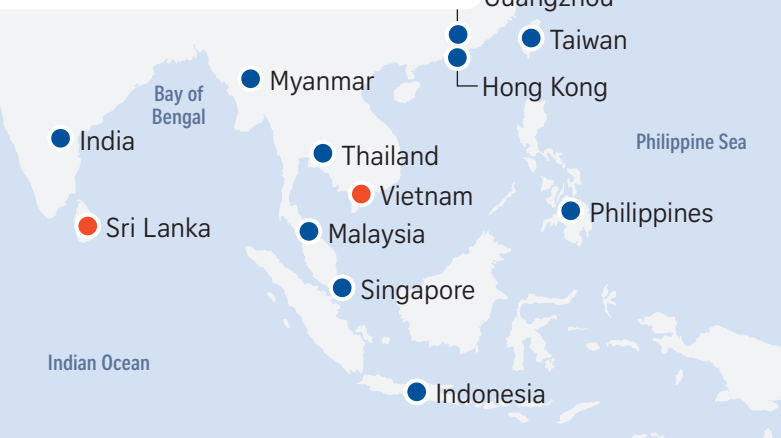 Guangzhou
Taiwan
Myanmar
Hong Kong
Bay of
Bengal
India
Philippine Sea
Thailand
Vietnam
Philippines
Sri Lanka
Malaysia
Singapore
Indian Ocean
Indonesia